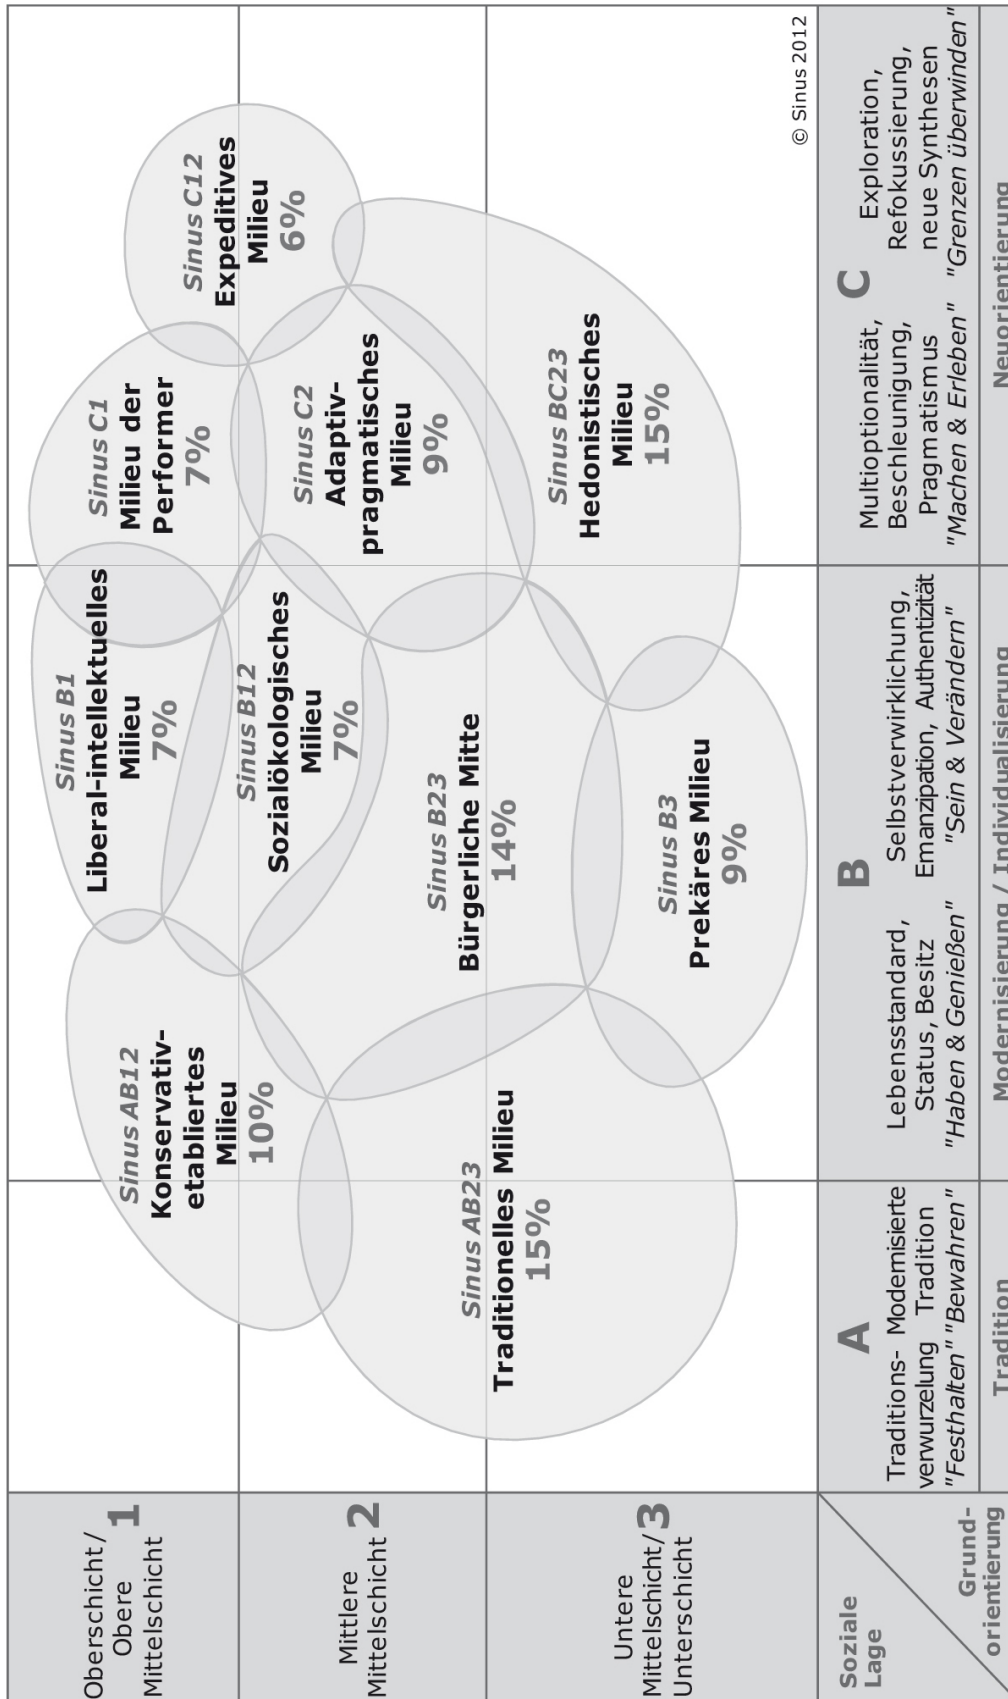 Oberschicht/
Obere
Mittelschicht
1
Mittlere
Mittelschicht
2
Untere
Mittelschicht/
Unterschicht
3
Sinus AB12
Konservativ-
etabliertes
Milieu
10%
Sinus B1
Liberal-intellektuelles
Milieu
7%
Sinus C1
Milieu der
Performer
7%
Sinus C12
Expeditives
Milieu
6%
Sinus B12
Sozialökologisches
Milieu
7%
Sinus C2
Adaptiv-
pragmatisches
Milieu
9%
Sinus AB23
Traditionelles Milieu
15%
Sinus B23
Bürgerliche Mitte
14%
Sinus BC23
Hedonistisches
Milieu
15%
Sinus B3
Prekäres Milieu
9%
© Sinus 2012
Soziale
Lage
Grund-
orientierung
A
Traditions-
verwurzelung
"Festhalten"
Modernisierte
Tradition
"Bewahren"
Tradition
B
Lebensstandard,
Status, Besitz
"Haben & Genießen"
Selbstverwirklichung,
Emanzipation, Authentizität
"Sein & Verändern"
Modernisierung / Individualisierung
C
Multioptionalität,
Beschleunigung,
Pragmatismus
"Machen & Erleben"
Exploration,
Refokussierung,
neue Synthesen
"Grenzen überwinden"
Neuorientierung